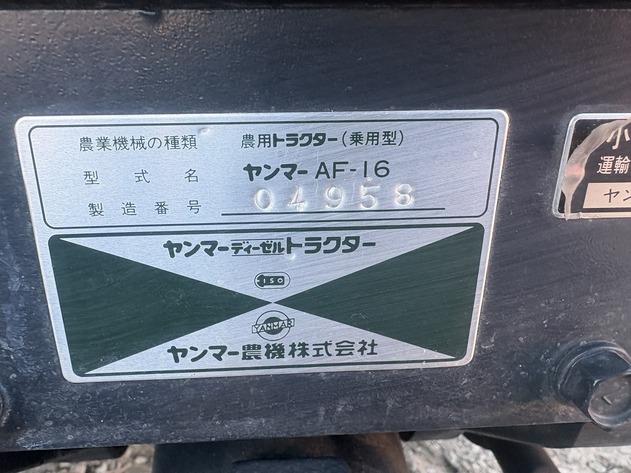 農業機械の種類 農用トラクター(乗用型)
型式名 ヤンマー AF-16
製造番号 04958
ヤンマーディーゼルトラクター
ISO
YANMAR
ヤンマー農機株式会社
小
運輸
ヤン